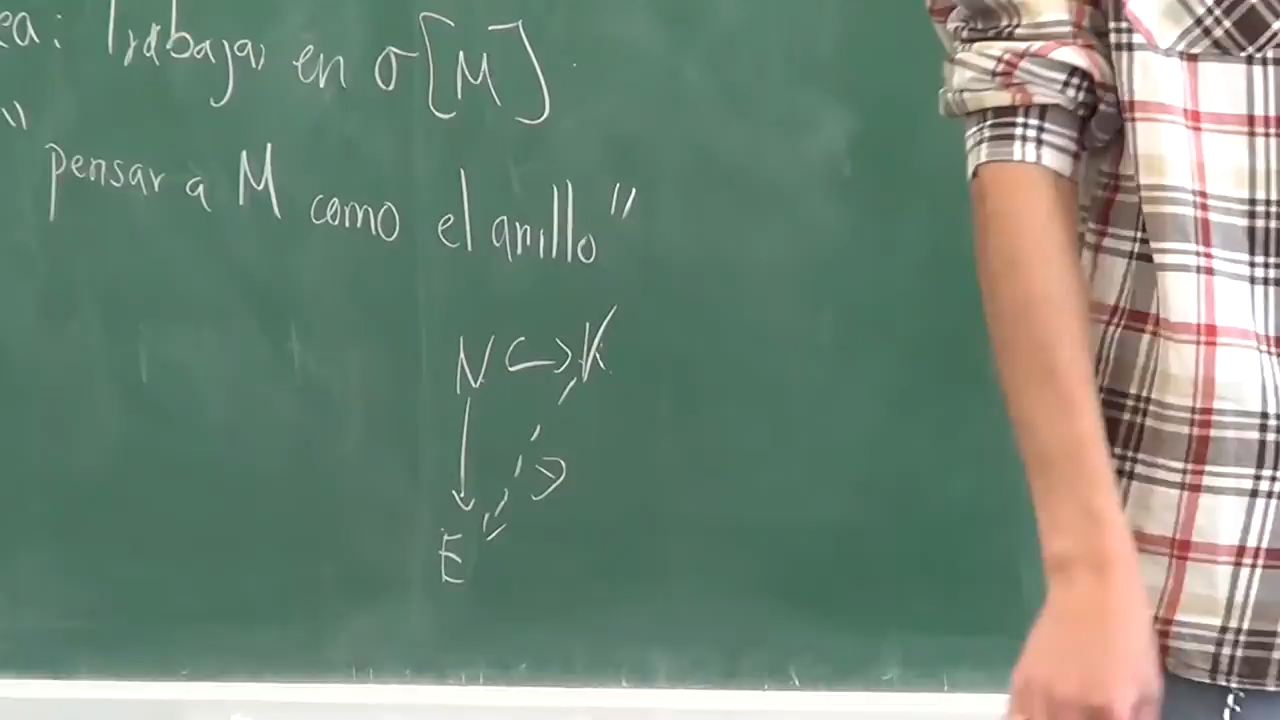 ea: Trabajar en σ[M]
"pensar a M como el anillo"
N ↪ K
∃
E